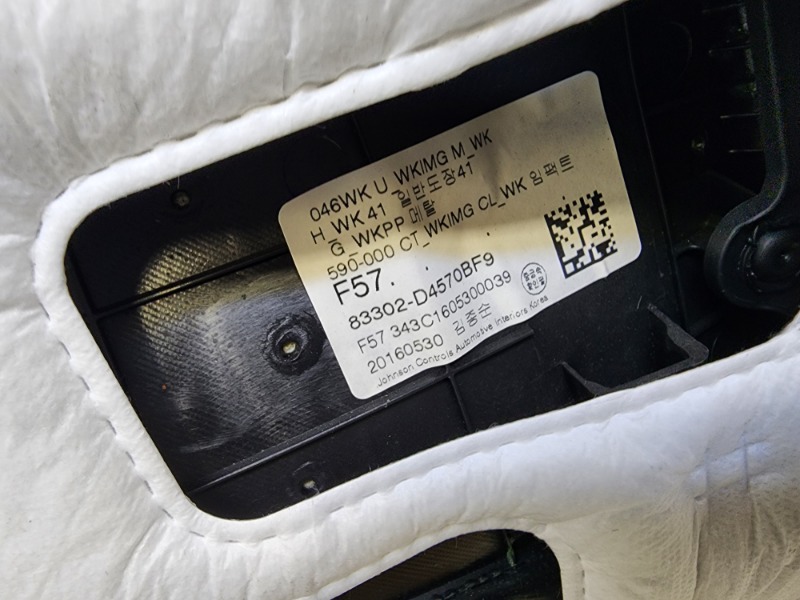 046WK U_WKIMG M_WK
H_WK 41 일반도장41
G_WKPP 메탈
590-000 CT_WKIMG CL_WK 임팩트
F57.
83302-D4570BF9
F57 343C1605300039
20160530 김종순
Johnson Controls Automotive Interiors Korea